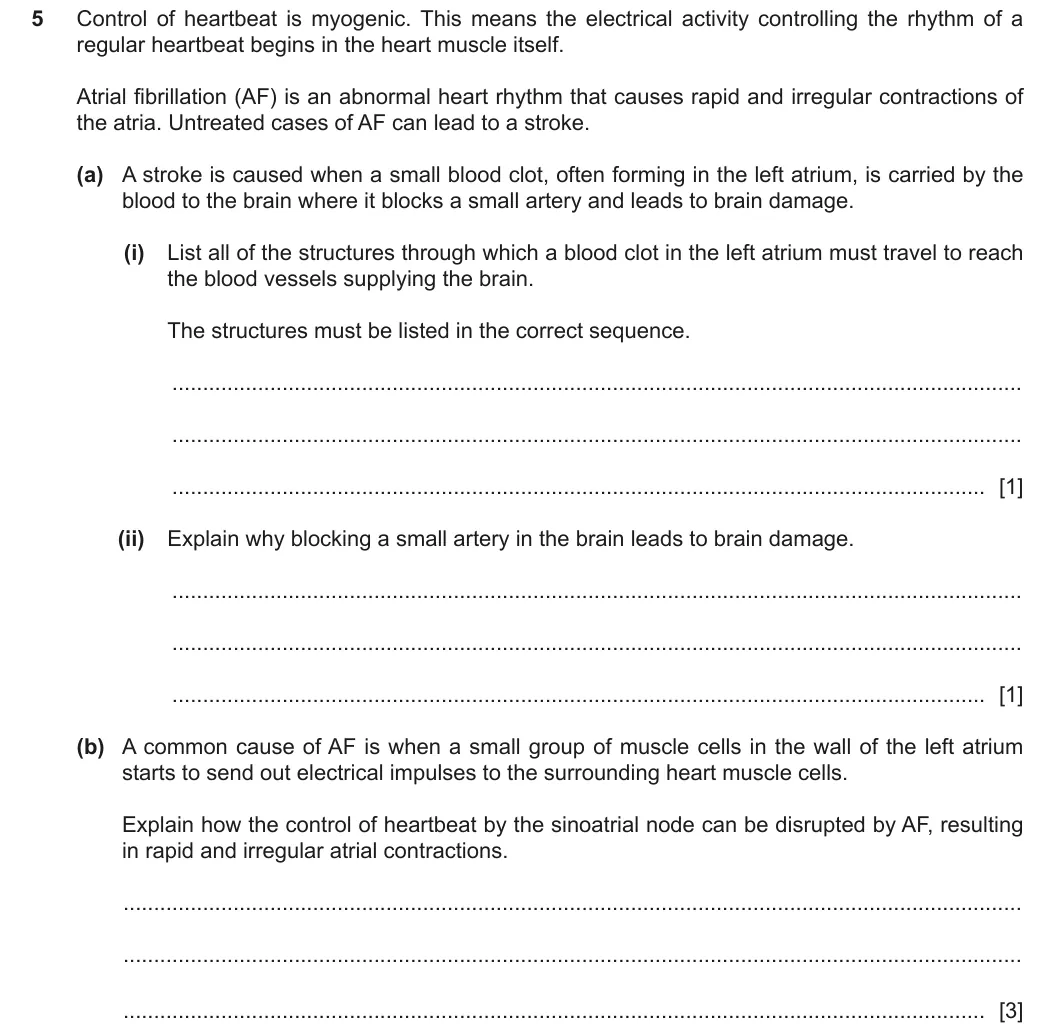 5 Control of heartbeat is myogenic. This means the electrical activity controlling the rhythm of a
regular heartbeat begins in the heart muscle itself.
Atrial fibrillation (AF) is an abnormal heart rhythm that causes rapid and irregular contractions of
the atria. Untreated cases of AF can lead to a stroke.
(a) A stroke is caused when a small blood clot, often forming in the left atrium, is carried by the
blood to the brain where it blocks a small artery and leads to brain damage.
(i) List all of the structures through which a blood clot in the left atrium must travel to reach
the blood vessels supplying the brain.
The structures must be listed in the correct sequence.
[1]
(ii) Explain why blocking a small artery in the brain leads to brain damage.
[1]
(b) A common cause of AF is when a small group of muscle cells in the wall of the left atrium
starts to send out electrical impulses to the surrounding heart muscle cells.
Explain how the control of heartbeat by the sinoatrial node can be disrupted by AF, resulting
in rapid and irregular atrial contractions.
[3]